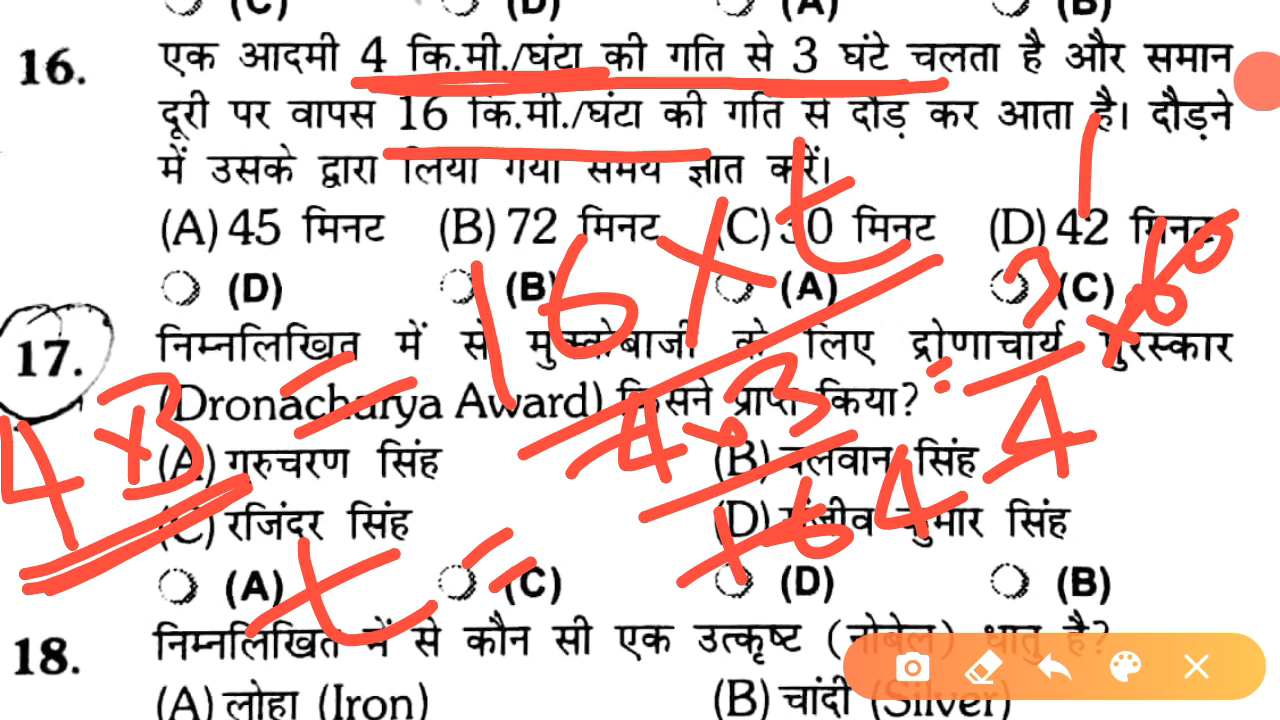 (C) (D) (A) (B)
16. एक आदमी 4 कि.मी./घंटा की गति से 3 घंटे चलता है और समान
दूरी पर वापस 16 कि.मी./घंटा की गति से दौड़ कर आता है। दौड़ने
में उसके द्वारा लिया गया समय ज्ञात करें।
(A) 45 मिनट (B) 72 मिनट (C) 30 मिनट (D) 42 मिनट
(D) (B) (A) (C)
4 × 3 = 16 × t
17. निम्नलिखित में से मुक्केबाजी के लिए द्रोणाचार्य पुरस्कार
(Dronacharya Award) किसने प्राप्त किया?
(A) गुरुचरण सिंह (B) बलवान सिंह
(C) रजिंदर सिंह (D) संजीव कुमार सिंह
(A) (C) (D) (B)
t =
4 × 3
3
4
18. निम्नलिखित में से कौन सी एक उत्कृष्ट (नोबेल) धातु है?
(A) लोहा (Iron) (B) चांदी (Silver)